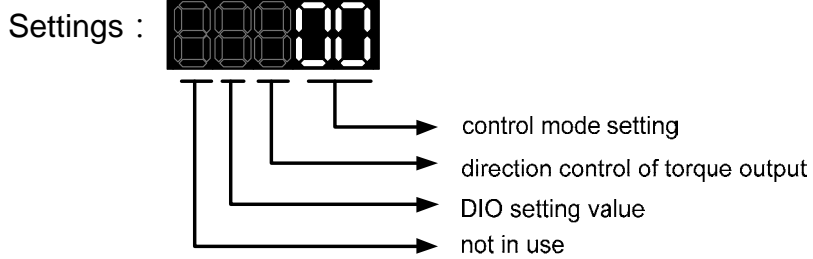 Settings：
00
control mode setting
direction control of torque output
DIO setting value
not in use